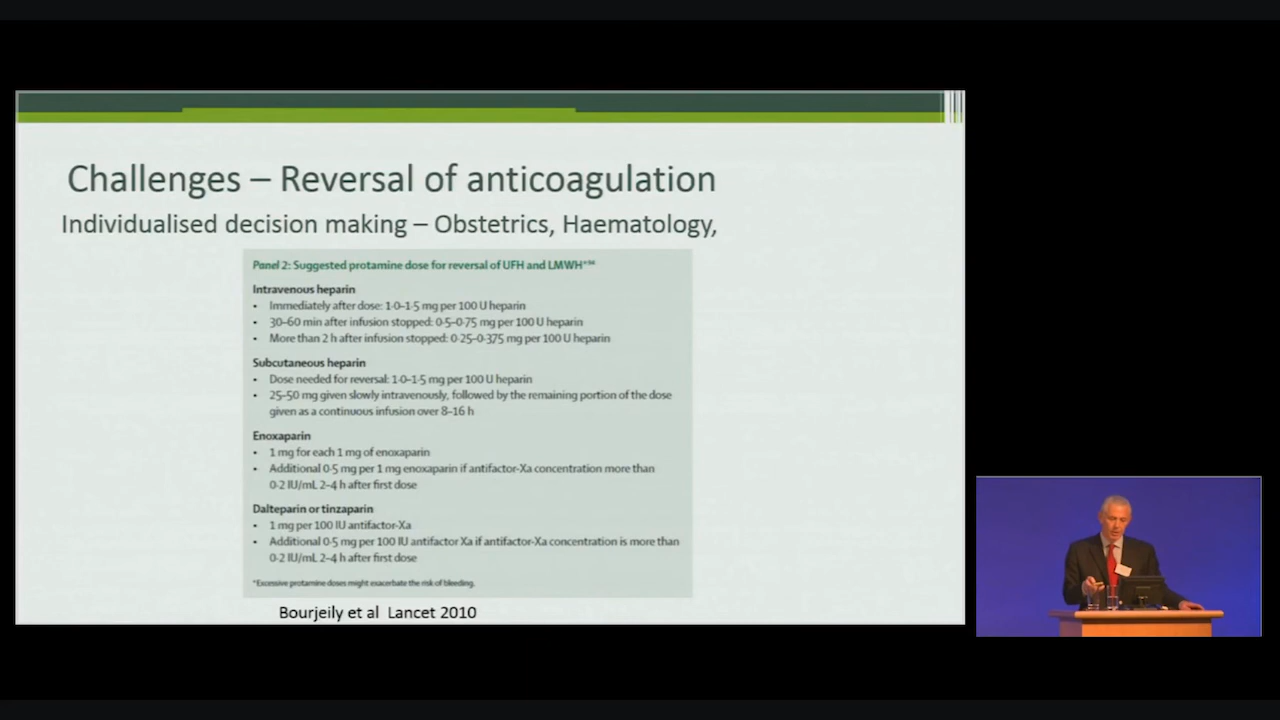 Challenges – Reversal of anticoagulation
Individualised decision making – Obstetrics, Haematology,
Panel 2: Suggested protamine dose for reversal of UFH and LMWH*⁹⁴
Intravenous heparin
• Immediately after dose: 1·0–1·5 mg per 100 U heparin
• 30–60 min after infusion stopped: 0·5–0·75 mg per 100 U heparin
• More than 2 h after infusion stopped: 0·25–0·375 mg per 100 U heparin
Subcutaneous heparin
• Dose needed for reversal: 1·0–1·5 mg per 100 U heparin
• 25–50 mg given slowly intravenously, followed by the remaining portion of the dose
given as a continuous infusion over 8–16 h
Enoxaparin
• 1 mg for each 1 mg of enoxaparin
• Additional 0·5 mg per 1 mg enoxaparin if antifactor-Xa concentration more than
0·2 IU/mL 2–4 h after first dose
Dalteparin or tinzaparin
• 1 mg per 100 IU antifactor-Xa
• Additional 0·5 mg per 100 IU antifactor Xa if antifactor-Xa concentration is more than
0·2 IU/mL 2–4 h after first dose
*Excessive protamine doses might exacerbate the risk of bleeding.
Bourjeily et al Lancet 2010